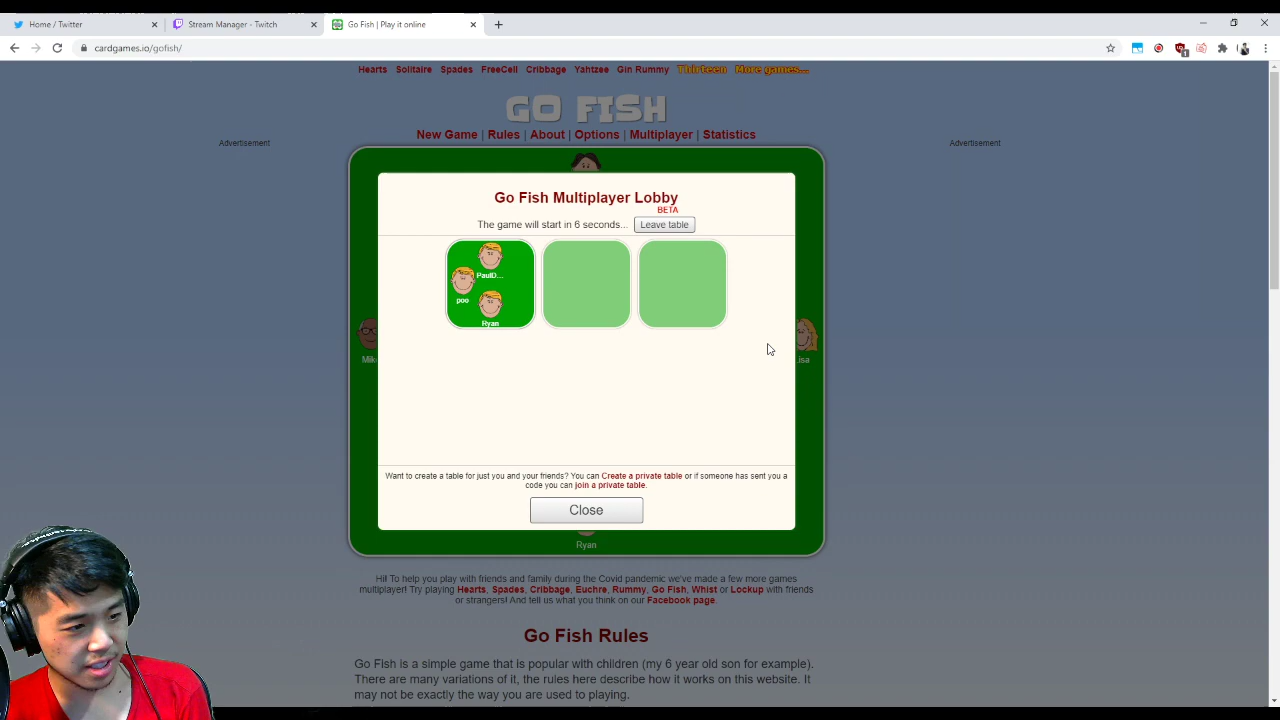 Home / Twitter
Stream Manager - Twitch
Go Fish | Play it online
cardgames.io/gofish/
1
Hearts Solitaire Spades FreeCell Cribbage Yahtzee Gin Rummy Thirteen More games...
GO FISH
New Game | Rules | About | Options | Multiplayer | Statistics
Advertisement
Advertisement
Go Fish Multiplayer Lobby
BETA
The game will start in 6 seconds... Leave table
PaulD...
poo
Ryan
Want to create a table for just you and your friends? You can Create a private table or if someone has sent you a
code you can join a private table.
Close
Ryan
Hi! To help you play with friends and family during the Covid pandemic we've made a few more games
multiplayer! Try playing Hearts, Spades, Cribbage, Euchre, Rummy, Go Fish, Whist or Lockup with friends
or strangers! And tell us what you think on our Facebook page.
Go Fish Rules
Go Fish is a simple game that is popular with children (my 6 year old son for example).
There are many variations of it, the rules here describe how it works on this website. It
may not be exactly the way you are used to playing.